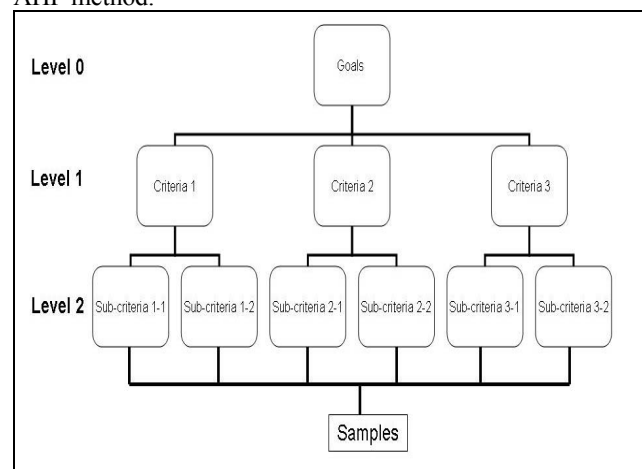 AHP method.
Level 0
Goals
Level 1
Criteria 1
Criteria 2
Criteria 3
Level 2
Sub-criteria 1-1
Sub-criteria 1-2
Sub-criteria 2-1
Sub-criteria 2-2
Sub-criteria 3-1
Sub-criteria 3-2
Samples